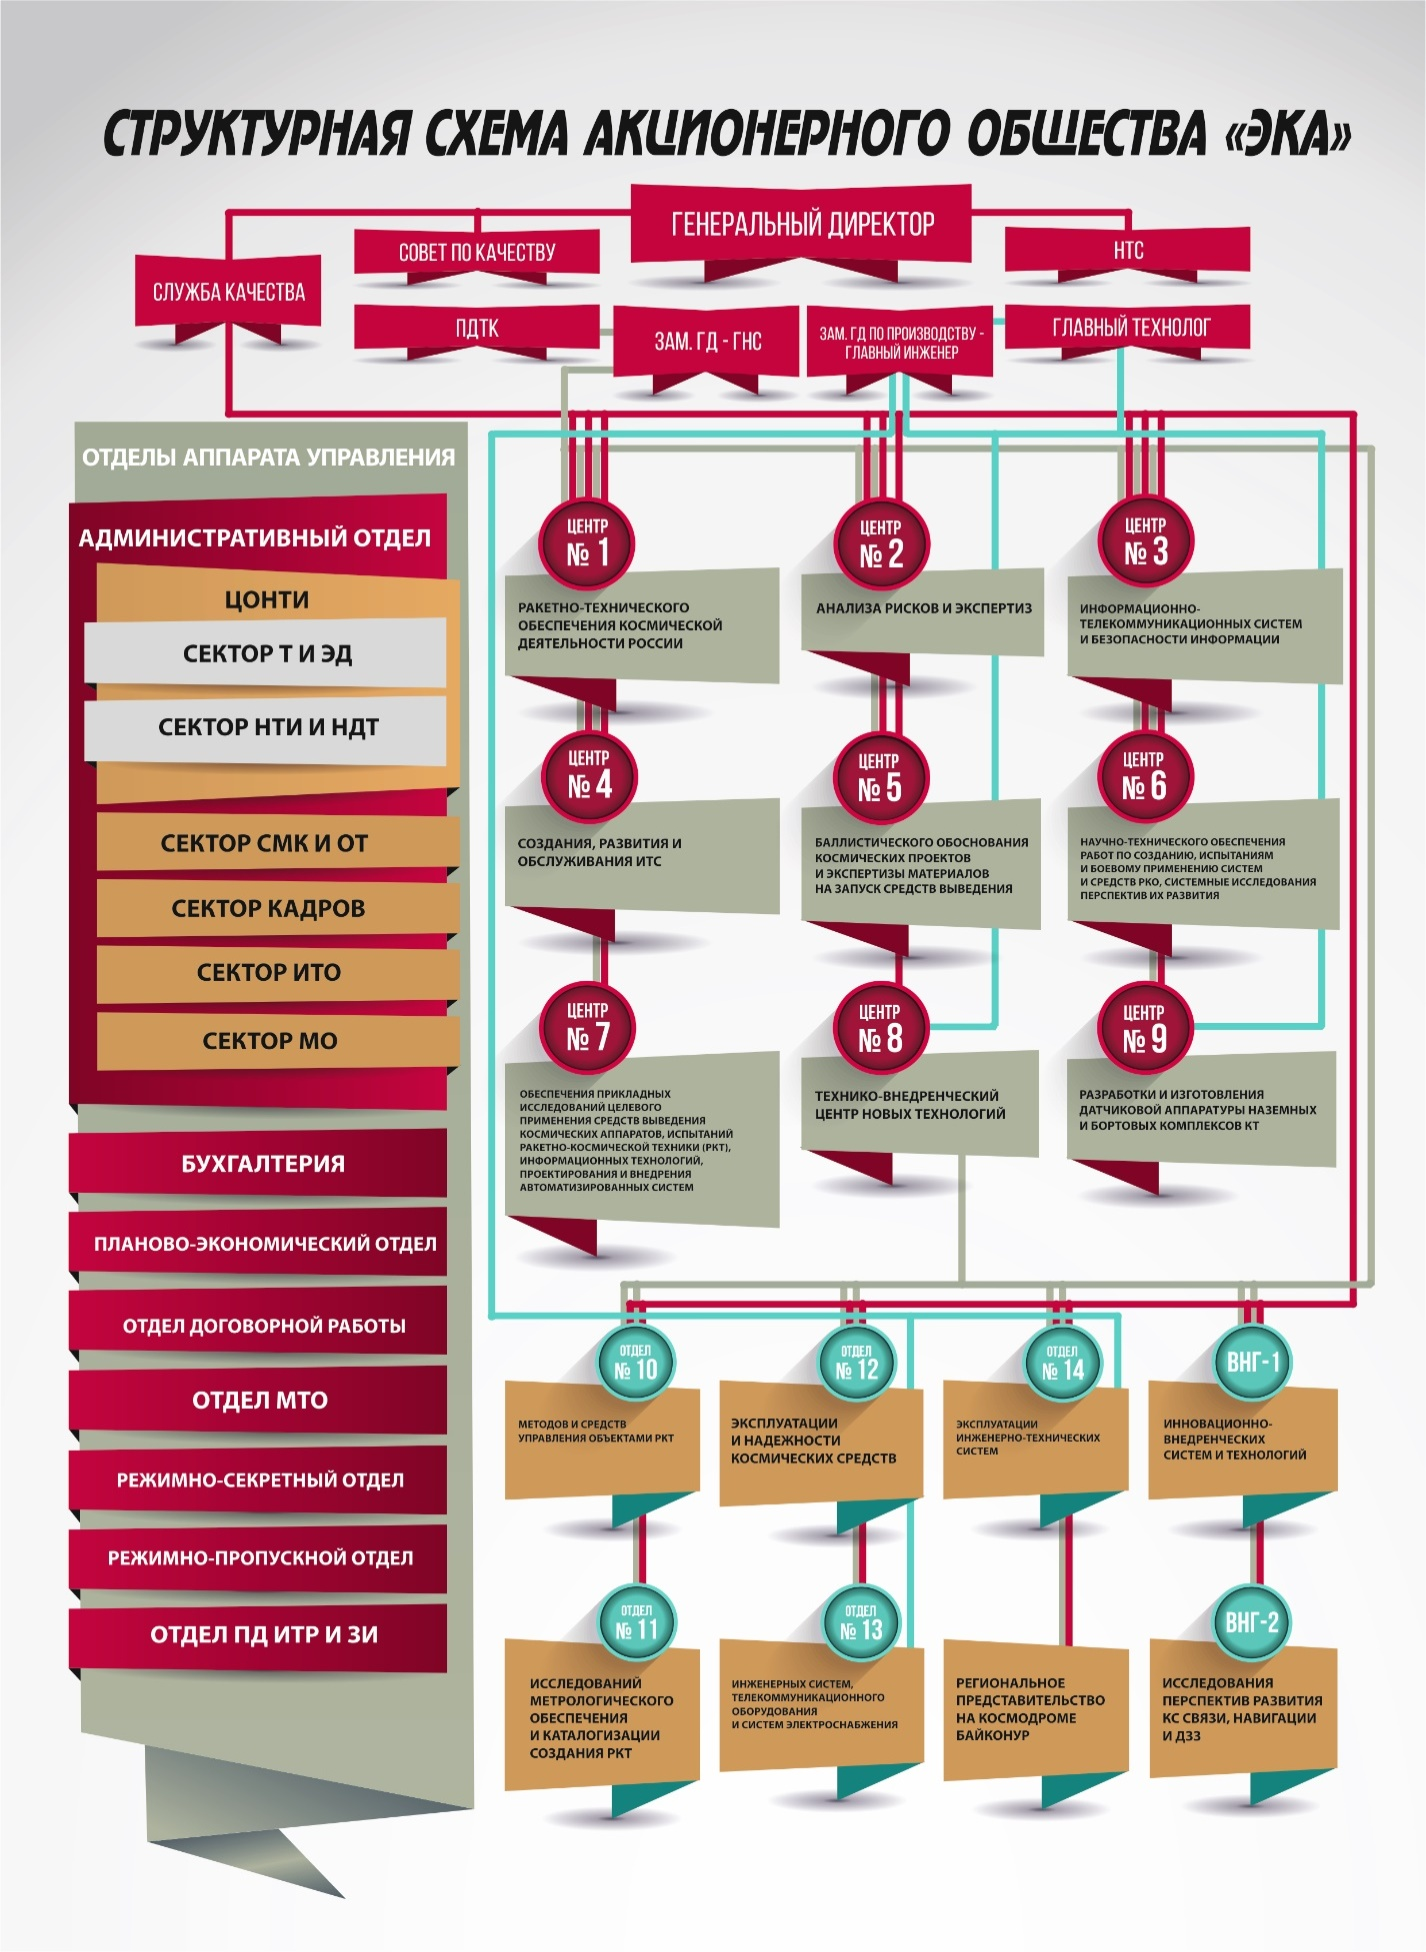 СТРУКТУРНАЯ СХЕМА АКЦИОНЕРНОГО ОБЩЕСТВА «ЭКА»
ГЕНЕРАЛЬНЫЙ ДИРЕКТОР
СЛУЖБА КАЧЕСТВА
СОВЕТ ПО КАЧЕСТВУ
НТС
ПДТК
ЗАМ. ГД - ГНС
ЗАМ. ГД ПО ПРОИЗВОДСТВУ -
ГЛАВНЫЙ ИНЖЕНЕР
ГЛАВНЫЙ ТЕХНОЛОГ
ОТДЕЛЫ АППАРАТА УПРАВЛЕНИЯ
АДМИНИСТРАТИВНЫЙ ОТДЕЛ
ЦОНТИ
СЕКТОР Т И ЭД
СЕКТОР НТИ И НДТ
СЕКТОР СМК И ОТ
СЕКТОР КАДРОВ
СЕКТОР ИТО
СЕКТОР МО
БУХГАЛТЕРИЯ
ПЛАНОВО-ЭКОНОМИЧЕСКИЙ ОТДЕЛ
ОТДЕЛ ДОГОВОРНОЙ РАБОТЫ
ОТДЕЛ МТО
РЕЖИМНО-СЕКРЕТНЫЙ ОТДЕЛ
РЕЖИМНО-ПРОПУСКНОЙ ОТДЕЛ
ОТДЕЛ ПД ИТР И ЗИ
ЦЕНТР
№ 1
РАКЕТНО-ТЕХНИЧЕСКОГО
ОБЕСПЕЧЕНИЯ КОСМИЧЕСКОЙ
ДЕЯТЕЛЬНОСТИ РОССИИ
ЦЕНТР
№ 2
АНАЛИЗА РИСКОВ И ЭКСПЕРТИЗ
ЦЕНТР
№ 3
ИНФОРМАЦИОННО-
ТЕЛЕКОММУНИКАЦИОННЫХ СИСТЕМ
И БЕЗОПАСНОСТИ ИНФОРМАЦИИ
ЦЕНТР
№ 4
СОЗДАНИЯ, РАЗВИТИЯ И
ОБСЛУЖИВАНИЯ ИТС
ЦЕНТР
№ 5
БАЛЛИСТИЧЕСКОГО ОБОСНОВАНИЯ
КОСМИЧЕСКИХ ПРОЕКТОВ
И ЭКСПЕРТИЗЫ МАТЕРИАЛОВ
НА ЗАПУСК СРЕДСТВ ВЫВЕДЕНИЯ
ЦЕНТР
№ 6
НАУЧНО-ТЕХНИЧЕСКОГО ОБЕСПЕЧЕНИЯ
РАБОТ ПО СОЗДАНИЮ, ИСПЫТАНИЯМ
И БОЕВОМУ ПРИМЕНЕНИЮ СИСТЕМ
И СРЕДСТВ РКО, СИСТЕМНЫЕ ИССЛЕДОВАНИЯ
ПЕРСПЕКТИВ ИХ РАЗВИТИЯ
ЦЕНТР
№ 7
ОБЕСПЕЧЕНИЯ ПРИКЛАДНЫХ
ИССЛЕДОВАНИЙ ЦЕЛЕВОГО
ПРИМЕНЕНИЯ СРЕДСТВ ВЫВЕДЕНИЯ
КОСМИЧЕСКИХ АППАРАТОВ, ИСПЫТАНИЙ
РАКЕТНО-КОСМИЧЕСКОЙ ТЕХНИКИ (РКТ),
ИНФОРМАЦИОННЫХ ТЕХНОЛОГИЙ,
ПРОЕКТИРОВАНИЯ И ВНЕДРЕНИЯ
АВТОМАТИЗИРОВАННЫХ СИСТЕМ
ЦЕНТР
№ 8
ТЕХНИКО-ВНЕДРЕНЧЕСКИЙ
ЦЕНТР НОВЫХ ТЕХНОЛОГИЙ
ЦЕНТР
№ 9
РАЗРАБОТКИ И ИЗГОТОВЛЕНИЯ
ДАТЧИКОВОЙ АППАРАТУРЫ НАЗЕМНЫХ
И БОРТОВЫХ КОМПЛЕКСОВ КТ
ОТДЕЛ
№ 10
МЕТОДОВ И СРЕДСТВ
УПРАВЛЕНИЯ ОБЪЕКТАМИ РКТ
ОТДЕЛ
№ 12
ЭКСПЛУАТАЦИИ
И НАДЕЖНОСТИ
КОСМИЧЕСКИХ СРЕДСТВ
ОТДЕЛ
№ 14
ЭКСПЛУАТАЦИИ
ИНЖЕНЕРНО-ТЕХНИЧЕСКИХ
СИСТЕМ
ВНГ-1
ИННОВАЦИОННО-
ВНЕДРЕНЧЕСКИХ
СИСТЕМ И ТЕХНОЛОГИЙ
ОТДЕЛ
№ 11
ИССЛЕДОВАНИЙ
МЕТРОЛОГИЧЕСКОГО
ОБЕСПЕЧЕНИЯ
И КАТАЛОГИЗАЦИИ
СОЗДАНИЯ РКТ
ОТДЕЛ
№ 13
ИНЖЕНЕРНЫХ СИСТЕМ,
ТЕЛЕКОММУНИКАЦИОННОГО
ОБОРУДОВАНИЯ
И СИСТЕМ ЭЛЕКТРОСНАБЖЕНИЯ
РЕГИОНАЛЬНОЕ
ПРЕДСТАВИТЕЛЬСТВО
НА КОСМОДРОМЕ
БАЙКОНУР
ВНГ-2
ИССЛЕДОВАНИЯ
ПЕРСПЕКТИВ РАЗВИТИЯ
КС СВЯЗИ, НАВИГАЦИИ
И ДЗЗ